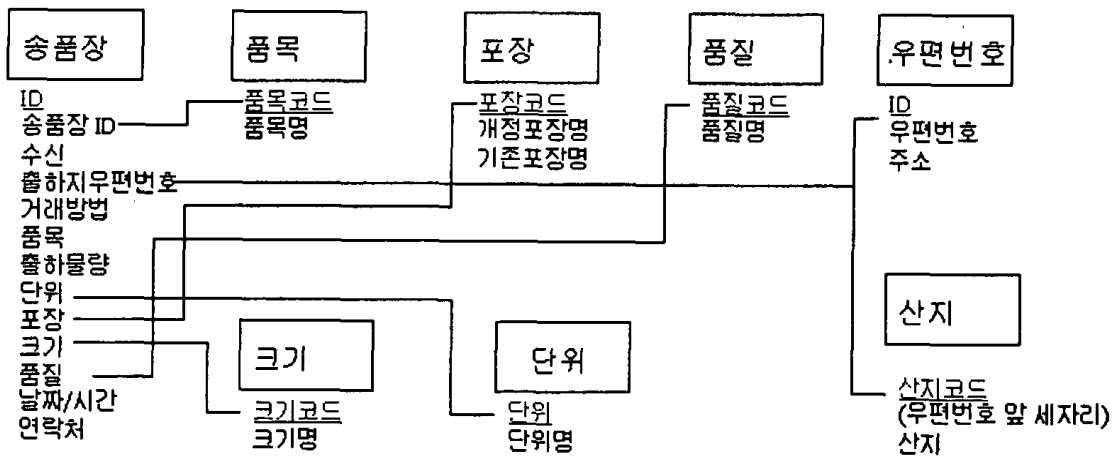 송품장
ID
송품장 ID
수신
출하지우편번호
거래방법
품목
출하물량
단위
포장
크기
품질
날짜/시간
연락처
품목
품목코드
품목명
포장
포장코드
개정포장명
기존포장명
품질
품질코드
품질명
우편번호
ID
우편번호
주소
크기
크기코드
크기명
단위
단위
단위명
산지
산지코드
(우편번호 앞 세자리)
산지